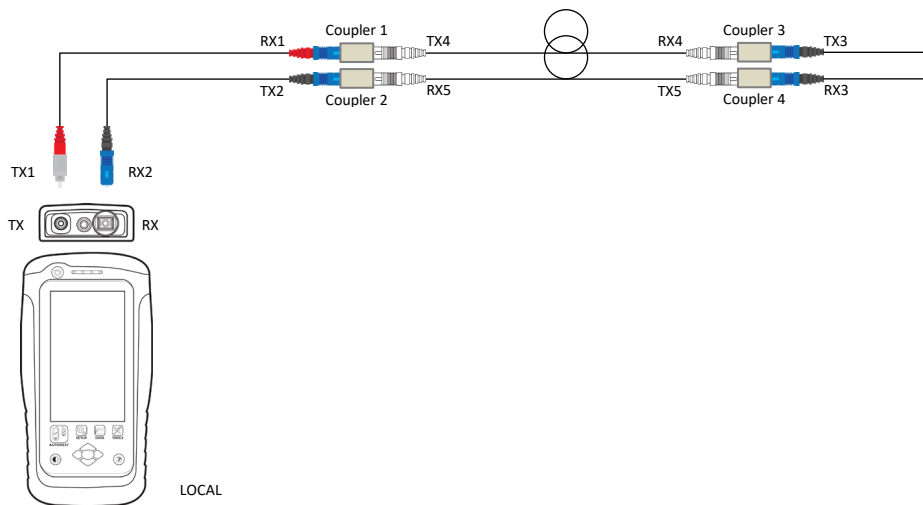 RX1
Coupler 1
TX4
RX4
Coupler 3
TX3
TX2
Coupler 2
RX5
TX5
Coupler 4
RX3
TX1
RX2
TX
RX
AUTOTEST
SETUP
DATA
TOOLS
LOCAL